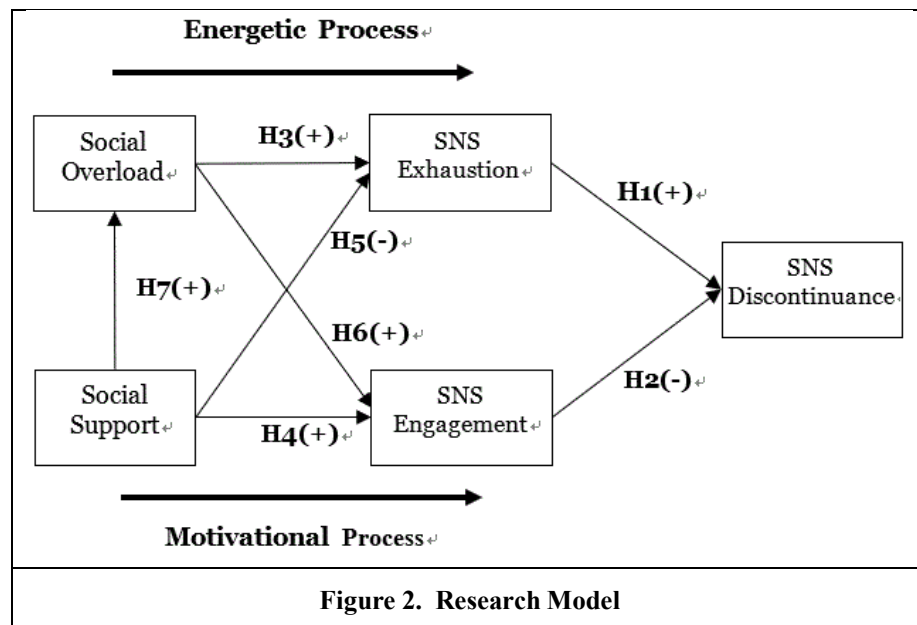 Energetic Process
Social
Overload
H3(+)
SNS
Exhaustion
H1(+)
H5(-)
SNS
Discontinuance
H7(+)
H6(+)
Social
Support
H4(+)
SNS
Engagement
H2(-)
Motivational Process
Figure 2. Research Model